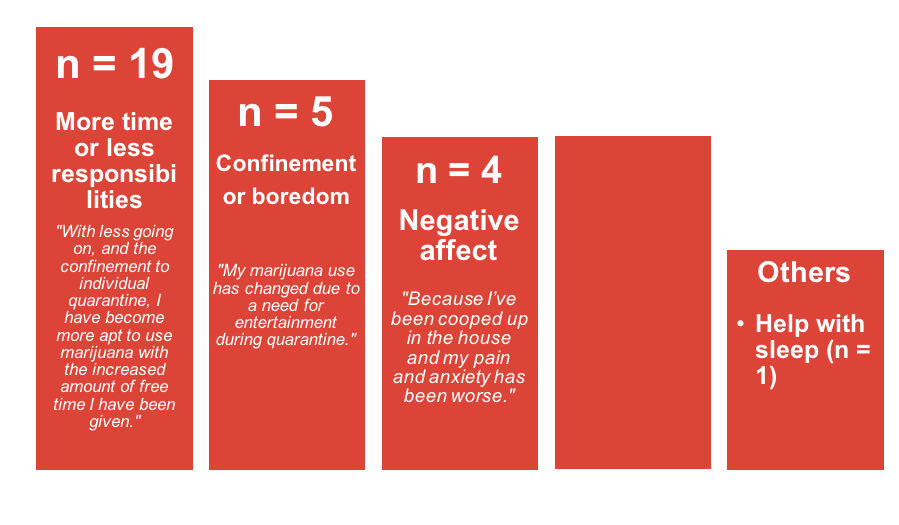 n = 19
More time
or less
responsibi
lities
"With less going
on, and the
confinement to
individual
quarantine, I
have become
more apt to use
marijuana with
the increased
amount of free
time I have been
given."
n = 5
Confinement
or boredom
"My marijuana use
has changed due to
a need for
entertainment
during quarantine."
n = 4
Negative
affect
"Because I've
been cooped up
in the house
and my pain
and anxiety has
been worse."
Others
• Help with
sleep (n =
1)